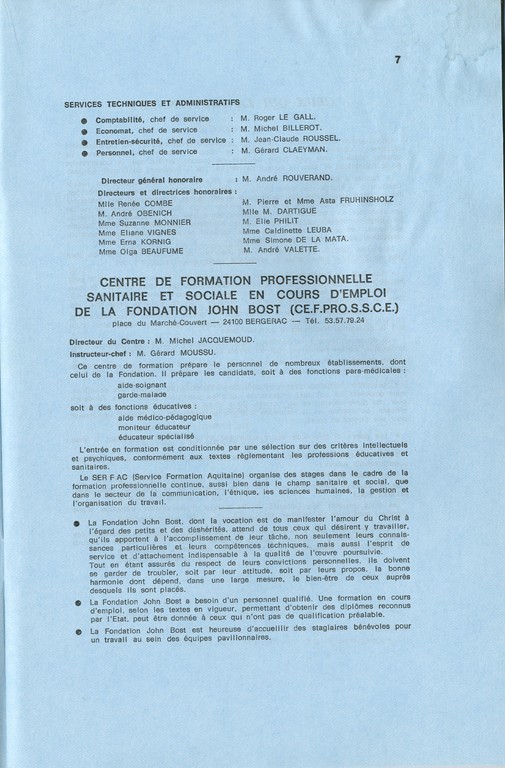 7
SERVICES TECHNIQUES ET ADMINISTRATIFS
● Comptabilité, chef de service : M. Roger LE GALL.
● Economat, chef de service : M. Michel BILLEROT.
● Entretien-sécurité, chef de service : M. Jean-Claude ROUSSEL.
● Personnel, chef de service : M. Gérard CLAEYMAN.
Directeur général honoraire : M. André ROUVERAND.
Directeurs et directrices honoraires :
Mlle Renée COMBE M. Pierre et Mme Asta FRUHINSHOLZ
M. André OBENICH Mlle M. DARTIGUE
Mme Suzanne MONNIER M. Elie PHILIT
Mme Eliane VIGNES Mme Caldinette LEUBA
Mme Erna KORNIG Mme Simone DE LA MATA.
Mme Olga BEAUFUME M. André VALETTE.
CENTRE DE FORMATION PROFESSIONNELLE
SANITAIRE ET SOCIALE EN COURS D'EMPLOI
DE LA FONDATION JOHN BOST (CE.F.PRO.S.S.C.E.)
place du Marché-Couvert — 24100 BERGERAC — Tél. 53.57.79.24
Directeur du Centre : M. Michel JACQUEMOUD.
Instructeur-chef : M. Gérard MOUSSU.
Ce centre de formation prépare le personnel de nombreux établissements, dont
celui de la Fondation. Il prépare les candidats, soit à des fonctions para-médicales :
aide-soignant
garde-malade
soit à des fonctions éducatives :
aide médico-pédagogique
moniteur éducateur
éducateur spécialisé
L'entrée en formation est conditionnée par une sélection sur des critères intellectuels
et psychiques, conformément aux textes réglementant les professions éducatives et
sanitaires.
Le SER F AC (Service Formation Aquitaine) organise des stages dans le cadre de la
formation professionnelle continue, aussi bien dans le champ sanitaire et social, que
dans le secteur de la communication, l'étnique, les sciences humaines, la gestion et
l'organisation du travail.
● La Fondation John Bost, dont la vocation est de manifester l'amour du Christ à
l'égard des petits et des déshérités, attend de tous ceux qui désirent y travailler,
qu'ils apportent à l'accomplissement de leur tâche, non seulement leurs connais-
sances particulières et leurs compétences techniques, mais aussi l'esprit de
service et d'attachement indispensable à la qualité de l'œuvre poursuivie.
Tout en étant assurés du respect de leurs convictions personnelles, ils doivent
se garder de troubler, soit par leur attitude, soit par leurs propos, la bonne
harmonie dont dépend, dans une large mesure, le bien-être de ceux auprès
desquels ils sont placés.
● La Fondation John Bost a besoin d'un personnel qualifié. Une formation en cours
d'emploi, selon les textes en vigueur, permettant d'obtenir des diplômes reconnus
par l'Etat, peut être donnée à ceux qui n'ont pas de qualification préalable.
● La Fondation John Bost est heureuse d'accueillir des stagiaires bénévoles pour
un travail au sein des équipes pavillonnaires.